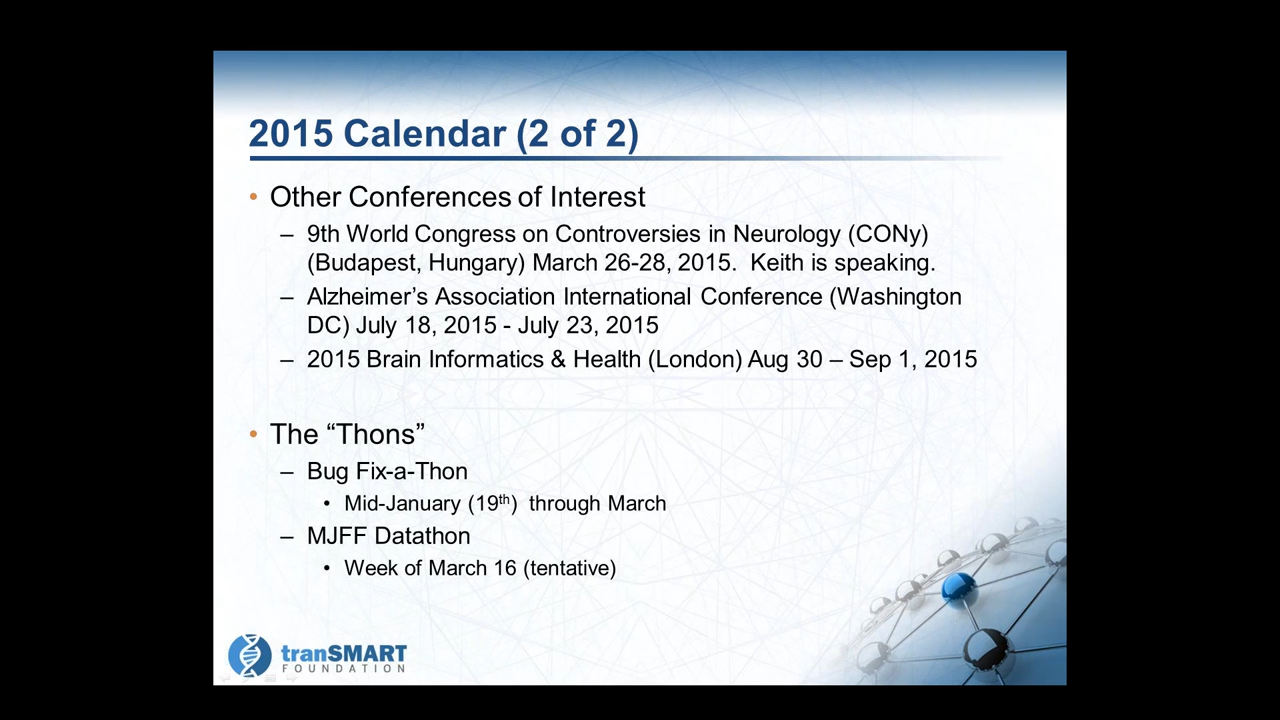 2015 Calendar (2 of 2)
• Other Conferences of Interest
– 9th World Congress on Controversies in Neurology (CONy)
(Budapest, Hungary) March 26-28, 2015.  Keith is speaking.
– Alzheimer’s Association International Conference (Washington
DC) July 18, 2015 - July 23, 2015
– 2015 Brain Informatics & Health (London) Aug 30 – Sep 1, 2015
• The “Thons”
– Bug Fix-a-Thon
• Mid-January (19th)  through March
– MJFF Datathon
• Week of March 16 (tentative)
tranSMART
FOUNDATION